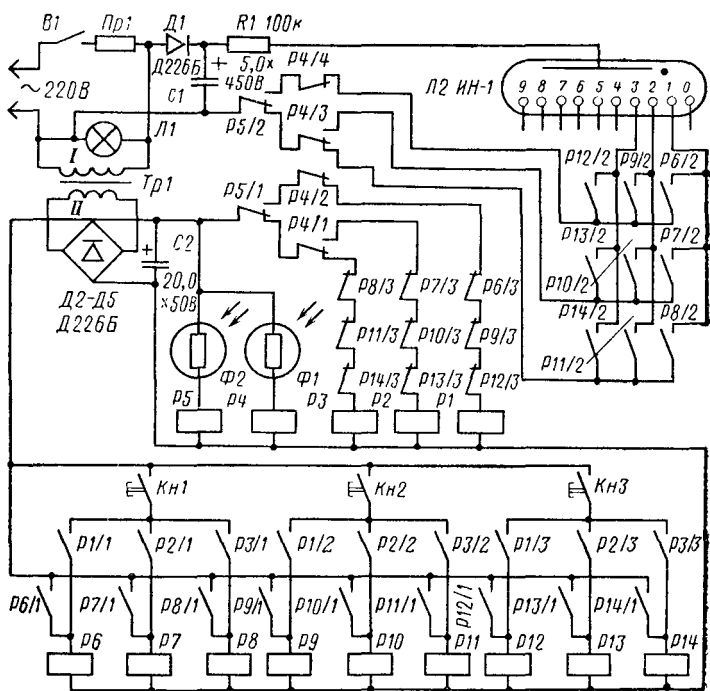 В1 Пр1 Д1 R1 100к
Д226Б + 5,0× 450В С1
Р4/4
Л2 ИН-1
~220В
9 8 7 6 5 4 3 2 1 0
Р4/3
Р5/2
I Л1
Р12/2 Р9/2 Р6/2
Тр1
II
Р5/1 Р4/2
Р4/1
Р13/2 Р7/2
+ С2
20,0 ×50В
Д2-Д5
Д226Б
Р8/3 Р7/3 Р6/3
Р10/2
Р14/2 Р8/2
Р11/3 Р10/3 Р9/3
Р11/2
Ф2 Ф1
Р14/3 Р13/3 Р12/3
Р5 Р4 Р3 Р2 Р1
Кн1 Кн2 Кн3
Р1/1 Р2/1 Р3/1 Р1/2 Р2/2 Р3/2 Р1/3 Р2/3 Р3/3
Р6/1 Р7/1 Р8/1 Р9/1 Р10/1 Р11/1 Р12/1 Р13/1 Р14/1
Р6 Р7 Р8 Р9 Р10 Р11 Р12 Р13 Р14